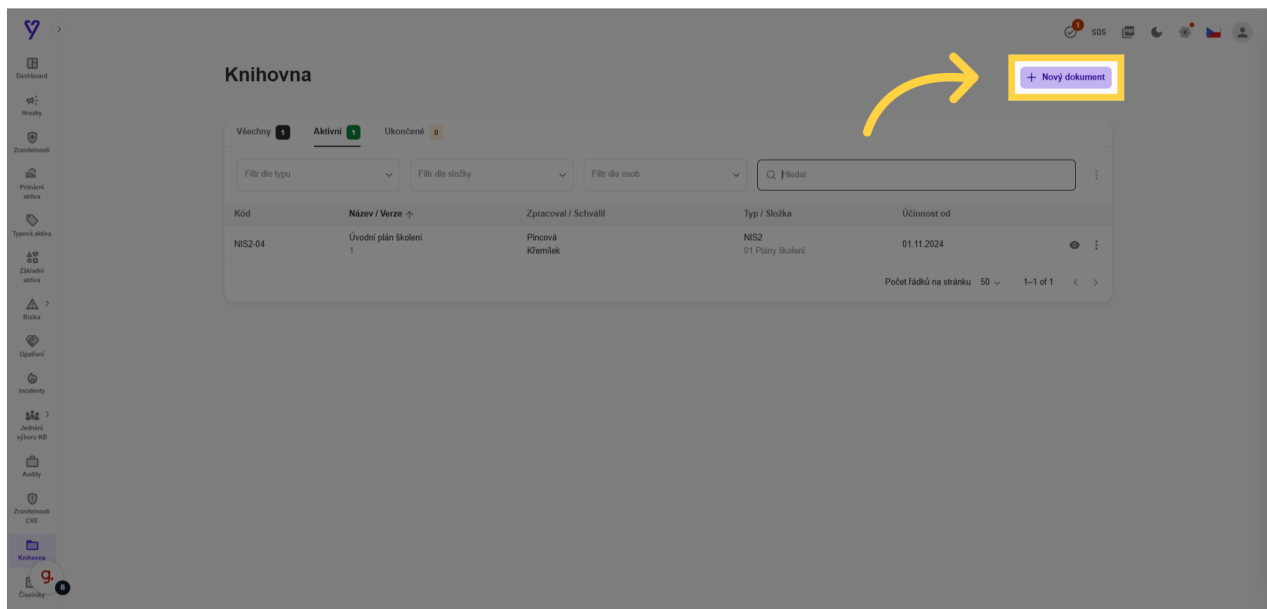 1
SOS
Dashboard
Hrozby
Zranitelnosti
Primární
aktiva
Typová aktiva
Základní
aktiva
Rizika
Opatření
Incidenty
Jednání
výboru KB
Audity
Zranitelnosti
CVE
Knihovna
g.
8
Číselníky
Knihovna
+ Nový dokument
Všechny 1 Aktivní 1 Ukončené 0
Filtr dle typu Filtr dle složky Filtr dle osob Hledat
Kód Název / Verze Zpracoval / Schválil Typ / Složka Účinnost od
NIS2-04 Úvodní plán školení Pincová NIS2 01.11.2024
1 Křemílek 01 Plány školení
Počet řádků na stránku 50 1–1 of 1